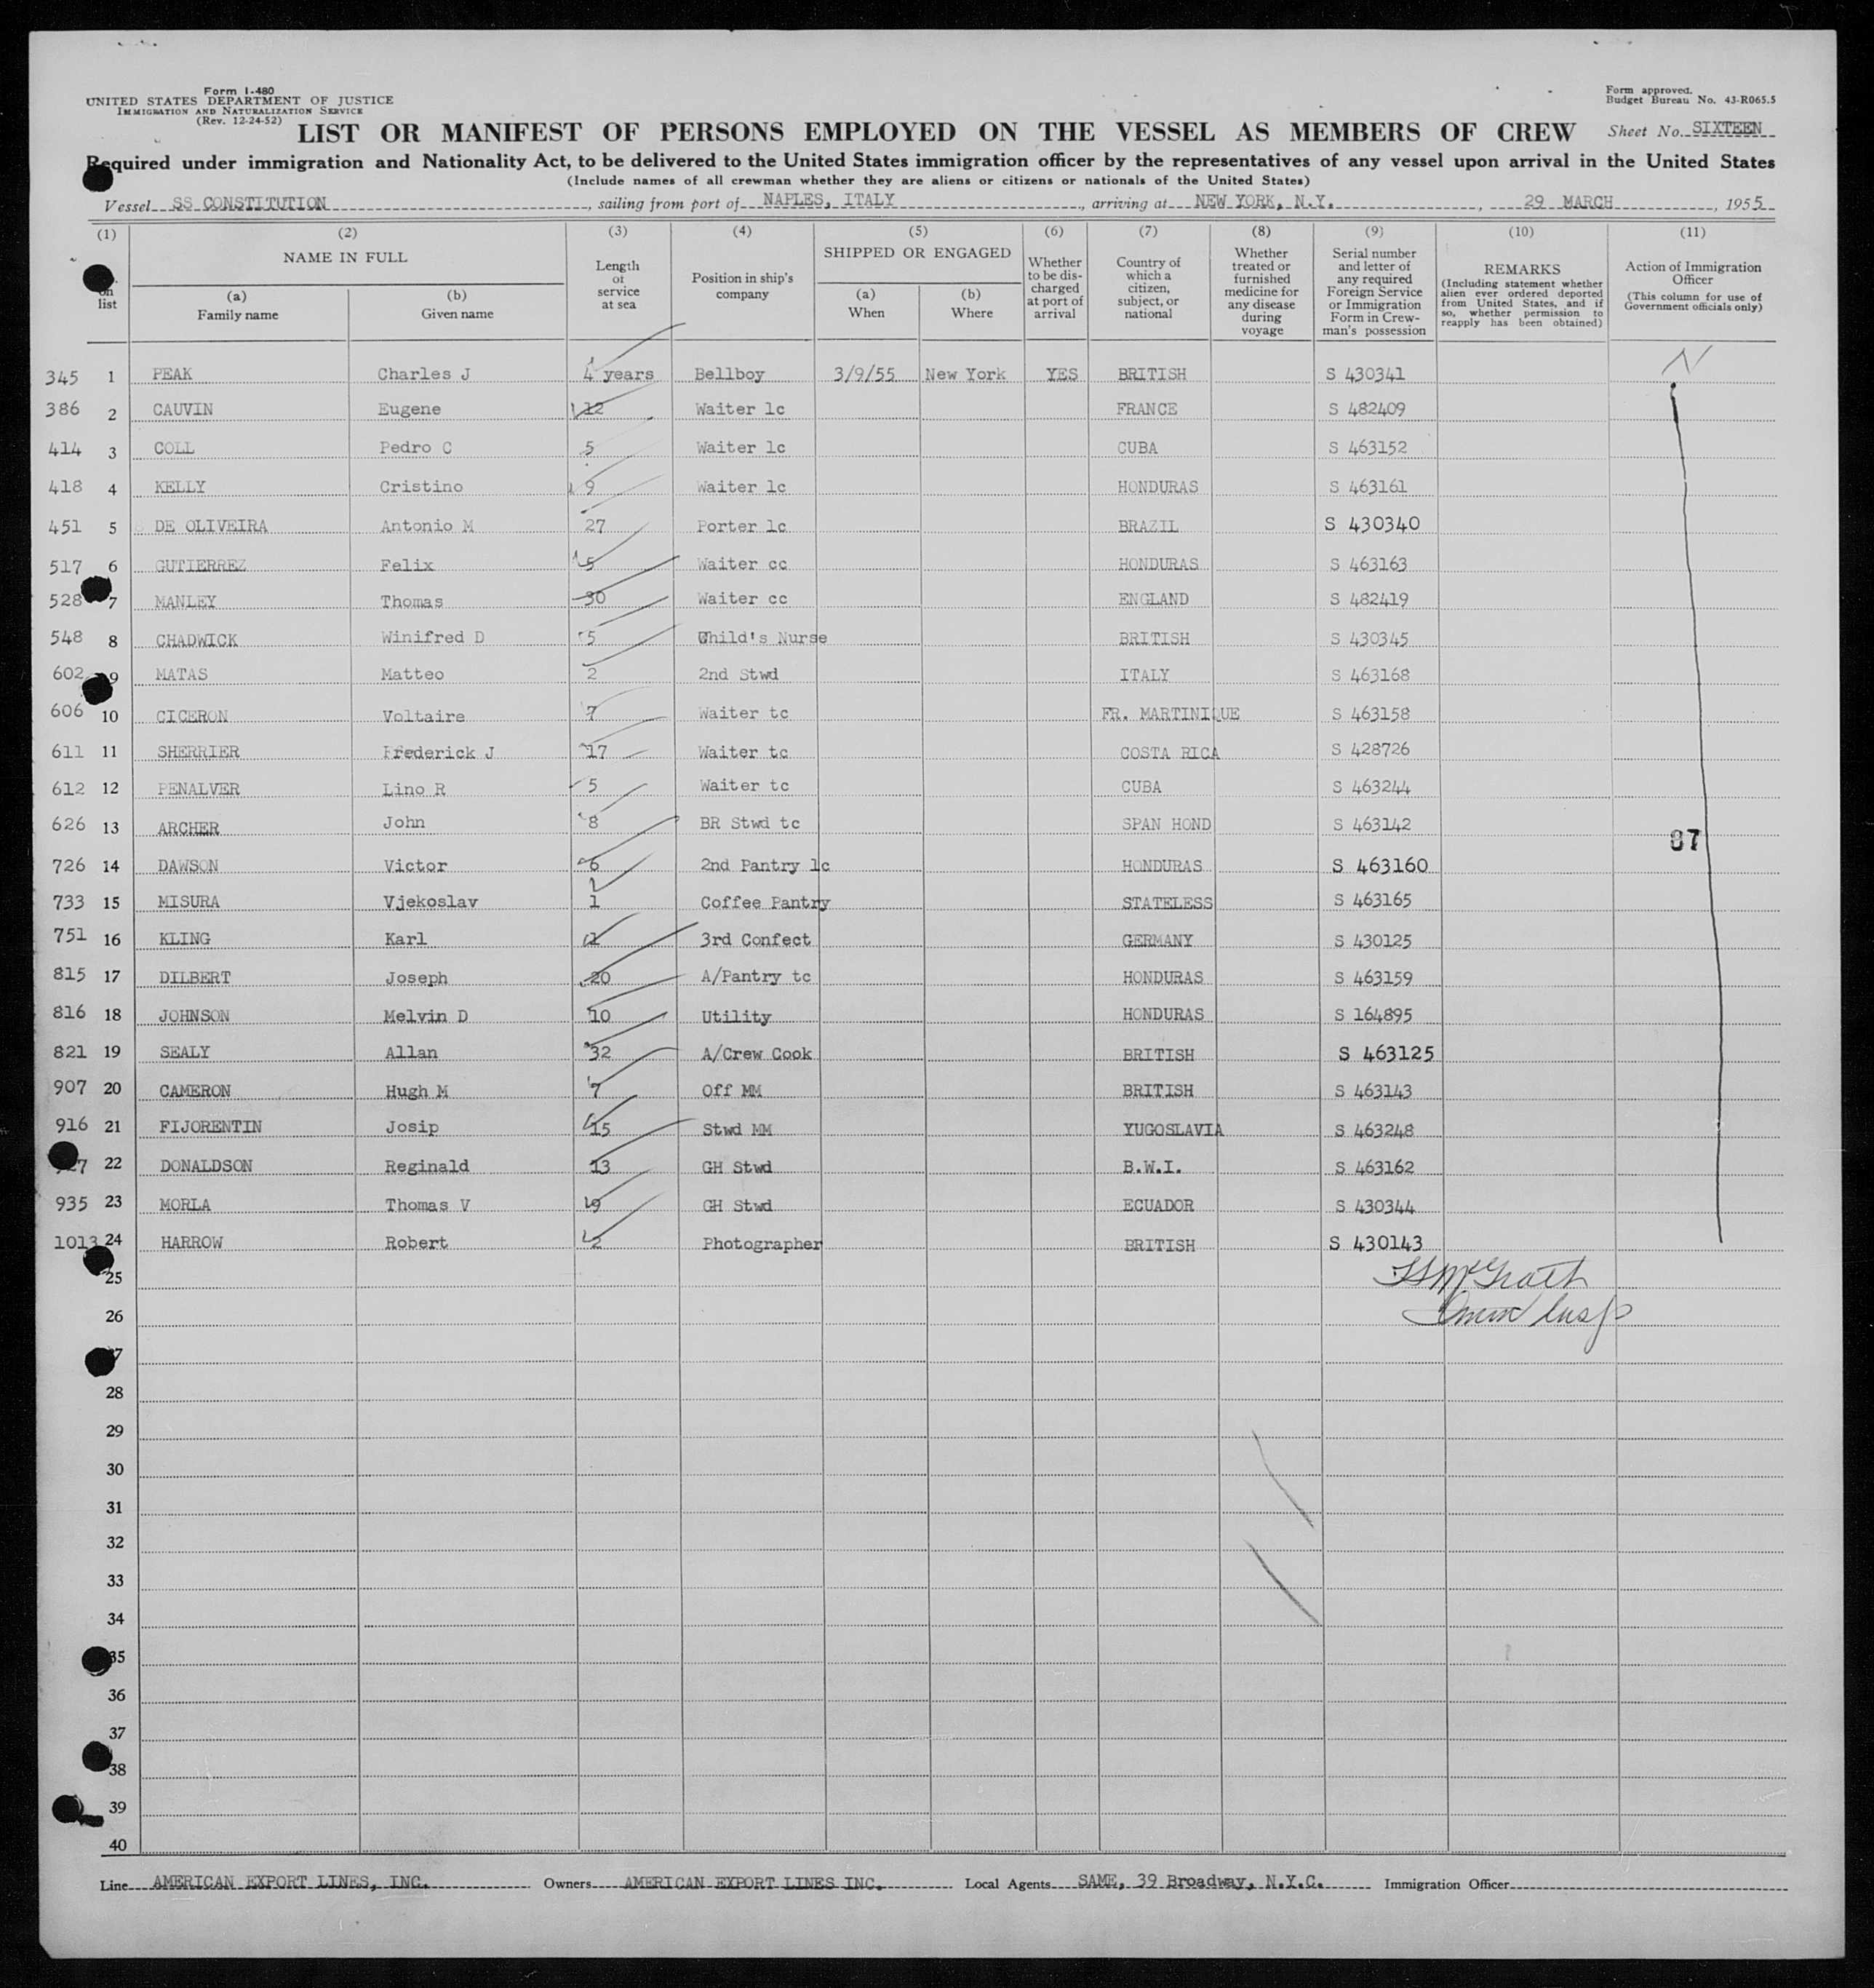 Form I-480
UNITED STATES DEPARTMENT OF JUSTICE
IMMIGRATION AND NATURALIZATION SERVICE
(Rev. 12-24-52)
Form approved.
Budget Bureau No. 43-R065.5
LIST OR MANIFEST OF PERSONS EMPLOYED ON THE VESSEL AS MEMBERS OF CREW Sheet No. SIXTEEN
Required under immigration and Nationality Act, to be delivered to the United States immigration officer by the representatives of any vessel upon arrival in the United States
(Include names of all crewman whether they are aliens or citizens or nationals of the United States)
Vessel SS CONSTITUTION, sailing from port of NAPLES, ITALY, arriving at NEW YORK, N.Y., 29 MARCH, 1955
(1) (2) (3) (4) (5) (6) (7) (8) (9) (10) (11)
on list
NAME IN FULL
(a) Family name
(b) Given name
Length of service at sea
Position in ship's company
SHIPPED OR ENGAGED
(a) When
(b) Where
Whether to be dis-charged at port of arrival
Country of which a citizen, subject, or national
Whether treated or furnished medicine for any disease during voyage
Serial number and letter of any required Foreign Service or Immigration Form in Crew-man's possession
REMARKS
(Including statement whether alien ever ordered deported from United States, and if so, whether permission to reapply has been obtained)
Action of Immigration Officer
(This column for use of Government officials only)
345 1 PEAK Charles J 4 years Bellboy 3/9/55 New York YES BRITISH S 430341 N
386 2 CAUVIN Eugene 12 Waiter lc FRANCE S 482409
414 3 COLL Pedro C 5 Waiter lc CUBA S 463152
418 4 KELLY Cristino 9 Waiter lc HONDURAS S 463161
451 5 DE OLIVEIRA Antonio M 27 Porter lc BRAZIL S 430340
517 6 GUTIERREZ Felix 5 Waiter cc HONDURAS S 463163
528 7 MANLEY Thomas 30 Waiter cc ENGLAND S 482419
548 8 CHADWICK Winifred D 5 Child's Nurse BRITISH S 430345
602 9 MATAS Matteo 2 2nd Stwd ITALY S 463168
606 10 CICERON Voltaire 7 Waiter tc FR. MARTINIQUE S 463158
611 11 SHERRIER Frederick J 17 Waiter tc COSTA RICA S 428726
612 12 PENALVER Lino R 5 Waiter tc CUBA S 463244
626 13 ARCHER John 8 BR Stwd tc SPAN HOND S 463142
87
726 14 DAWSON Victor 6 2nd Pantry lc HONDURAS S 463160
733 15 MISURA Vjekoslav 1 Coffee Pantry STATELESS S 463165
751 16 KLING Karl 1 3rd Confect GERMANY S 430125
815 17 DILBERT Joseph 20 A/Pantry tc HONDURAS S 463159
816 18 JOHNSON Melvin D 10 Utility HONDURAS S 164895
821 19 SEALY Allan 32 A/Crew Cook BRITISH S 463125
907 20 CAMERON Hugh M 7 Off MM BRITISH S 463143
916 21 FIJORENTIN Josip 15 Stwd MM YUGOSLAVIA S 463248
22 DONALDSON Reginald 13 GH Stwd B.W.I. S 463162
935 23 MORLA Thomas V 19 GH Stwd ECUADOR S 430344
1013 24 HARROW Robert 2 Photographer BRITISH S 430143
25
McGrath
26
Imm Insp
27
28
29
30
31
32
33
34
35
36
37
38
39
40
Line AMERICAN EXPORT LINES, INC. Owners AMERICAN EXPORT LINES INC. Local Agents SAME, 39 Broadway, N.Y.C. Immigration Officer